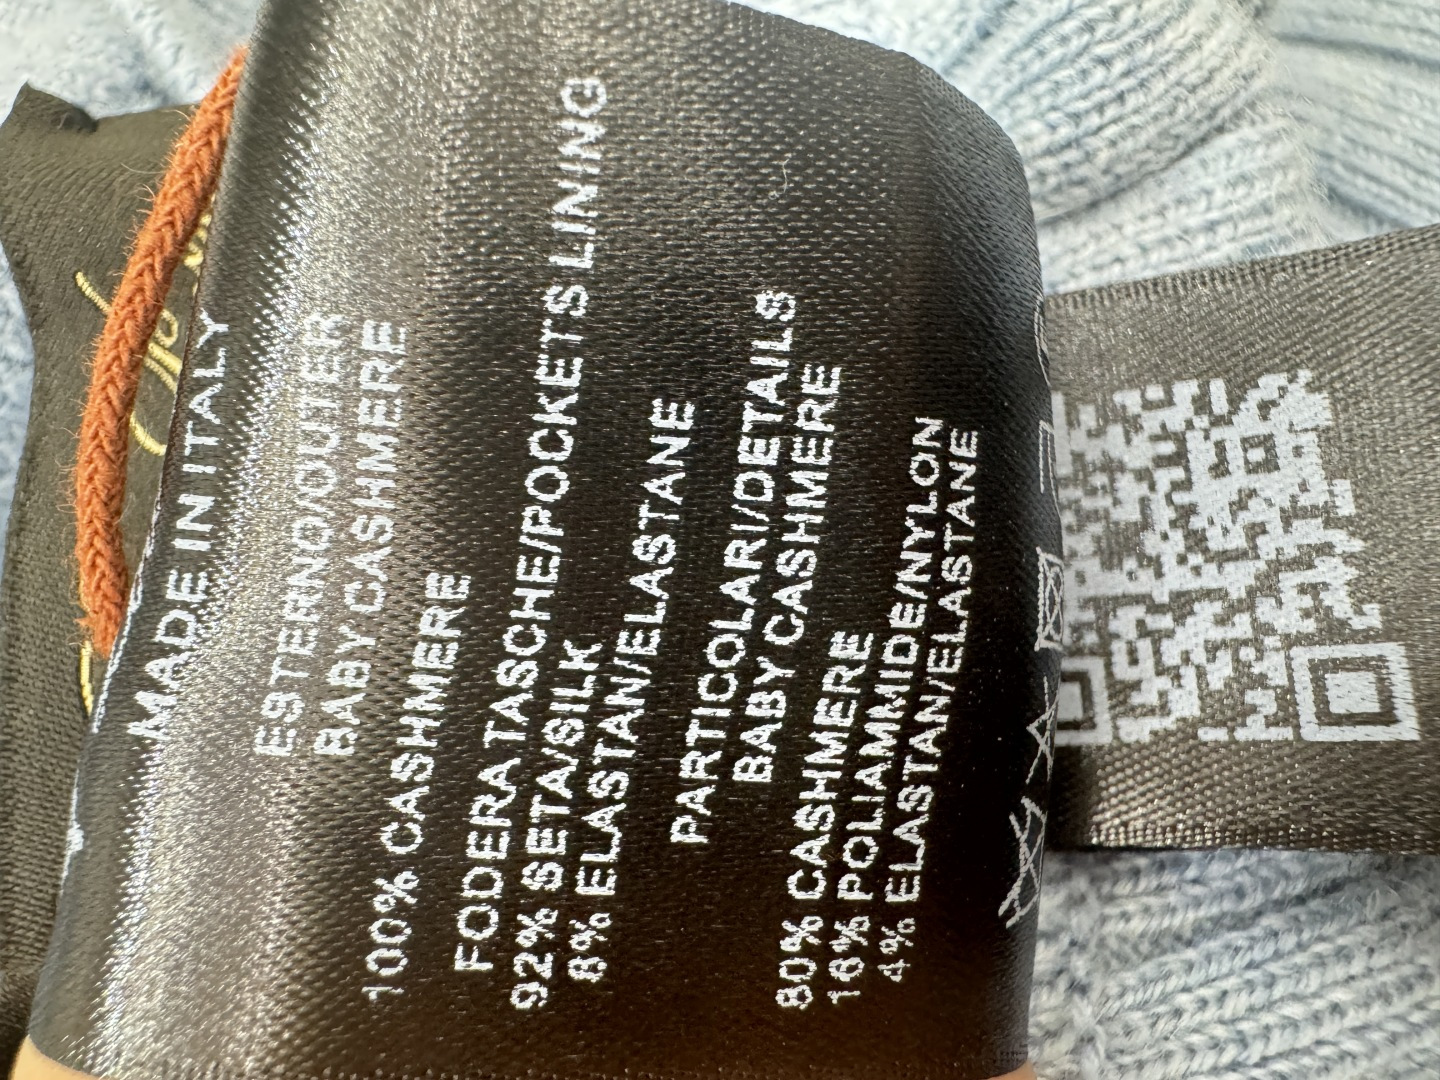 MADE IN ITALY
ESTERNO/OUTER
BABY CASHMERE
100% CASHMERE
FODERA TASCHE/POCKETS LINING
92% SETA/SILK
8% ELASTAN/ELASTANE
PARTICOLARI/DETAILS
BABY CASHMERE
80% CASHMERE
16% POLIAMMIDE/NYLON
4% ELASTAN/ELASTANE